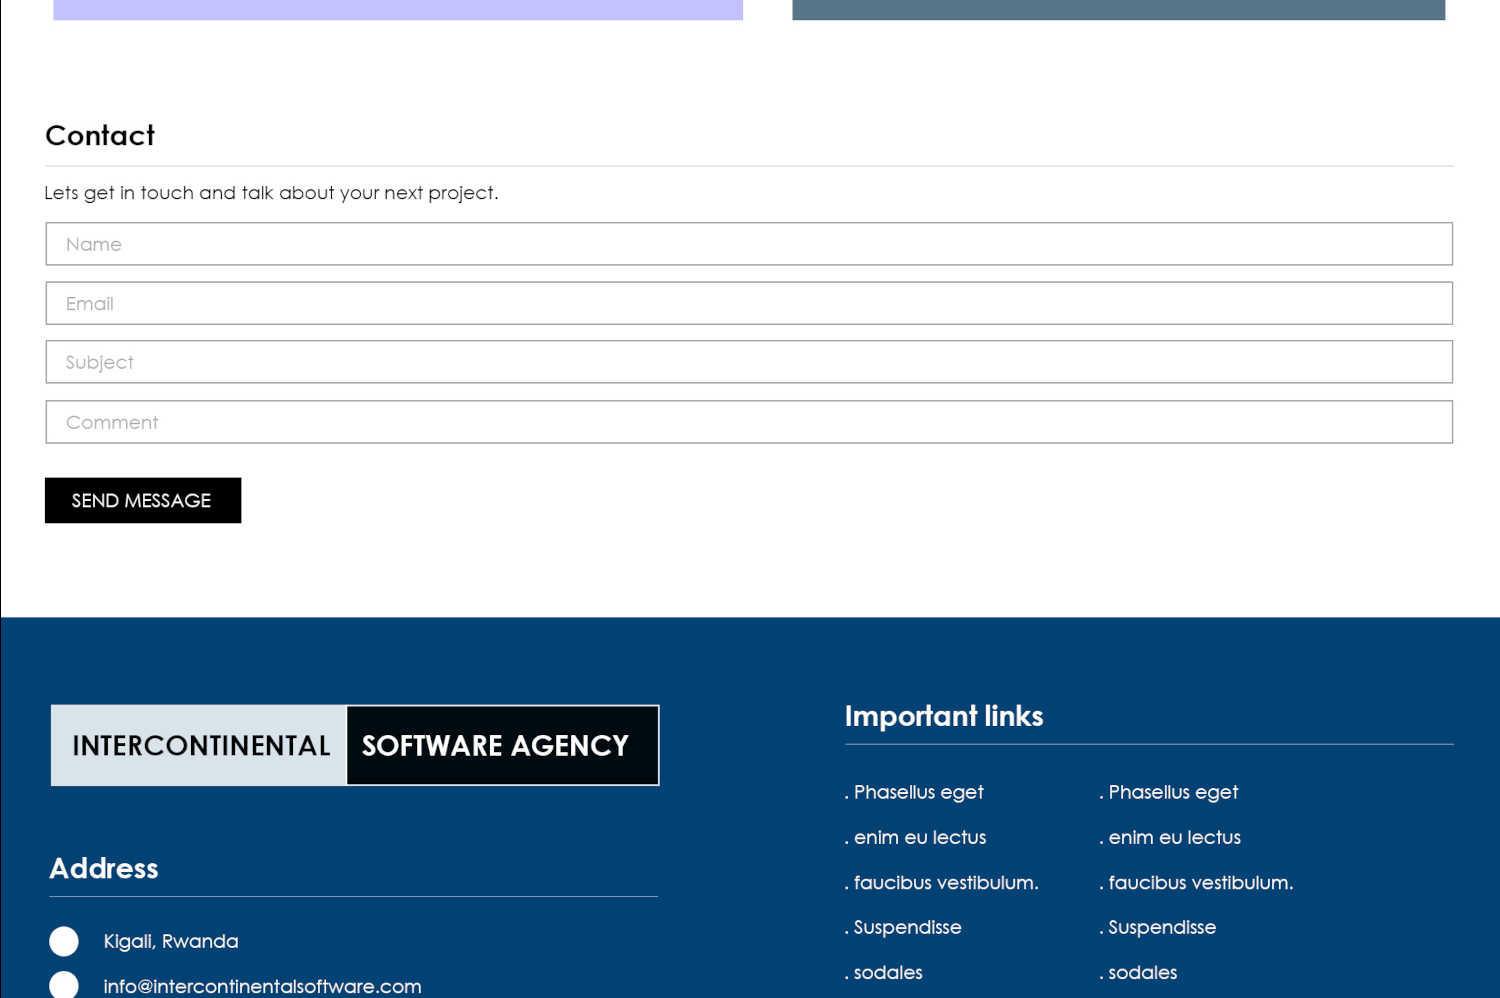 Contact
Lets get in touch and talk about your next project.
Name
Email
Subject
Comment
SEND MESSAGE
INTERCONTINENTAL SOFTWARE AGENCY
Address
Kigali, Rwanda
info@intercontinentalsoftware.com
Important links
. Phasellus eget
. enim eu lectus
. faucibus vestibulum.
. Suspendisse
. sodales
. Phasellus eget
. enim eu lectus
. faucibus vestibulum.
. Suspendisse
. sodales